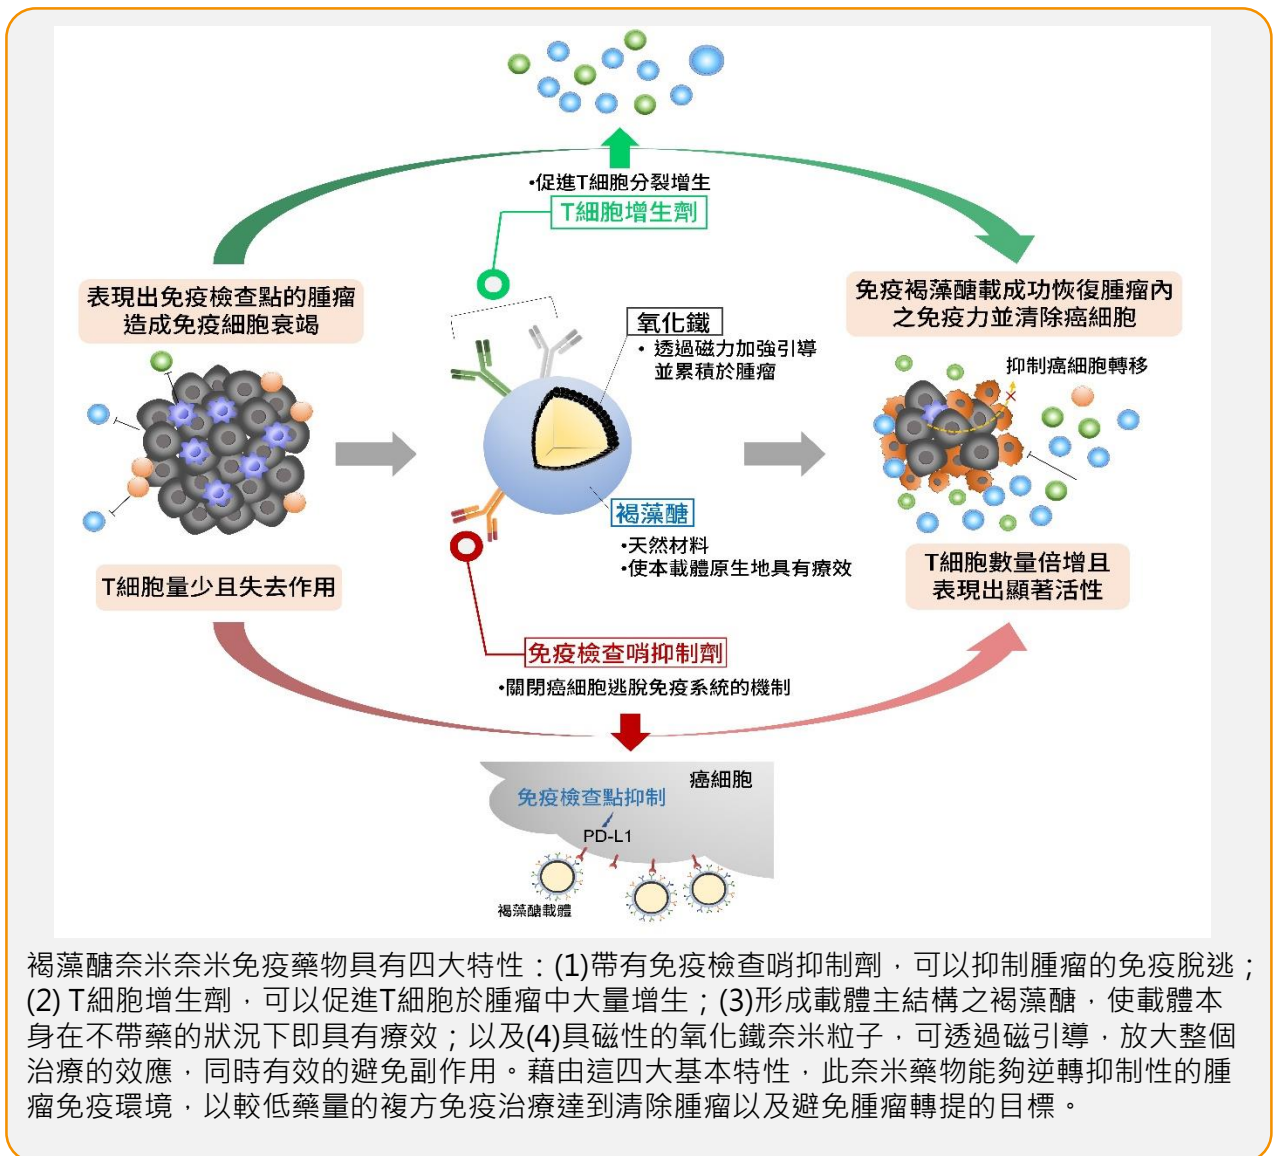 •促進T細胞分裂增生
T細胞增生劑
表現出免疫檢查點的腫瘤
造成免疫細胞衰竭
免疫褐藻醣載成功恢復腫瘤內
之免疫力並清除癌細胞
氧化鐵
• 透過磁力加強引導
並累積於腫瘤
抑制癌細胞轉移
褐藻醣
•天然材料
•使本載體原生地具有療效
T細胞量少且失去作用
T細胞數量倍增且
表現出顯著活性
免疫檢查哨抑制劑
•關閉癌細胞逃脫免疫系統的機制
癌細胞
免疫檢查點抑制
PD-L1
褐藻醣載體
褐藻醣奈米奈米免疫藥物具有四大特性：(1)帶有免疫檢查哨抑制劑，可以抑制腫瘤的免疫脫逃；
(2) T細胞增生劑，可以促進T細胞於腫瘤中大量增生；(3)形成載體主結構之褐藻醣，使載體本
身在不帶藥的狀況下即具有療效；以及(4)具磁性的氧化鐵奈米粒子，可透過磁引導，放大整個
治療的效應，同時有效的避免副作用。藉由這四大基本特性，此奈米藥物能夠逆轉抑制性的腫
瘤免疫環境，以較低藥量的複方免疫治療達到清除腫瘤以及避免腫瘤轉提的目標。